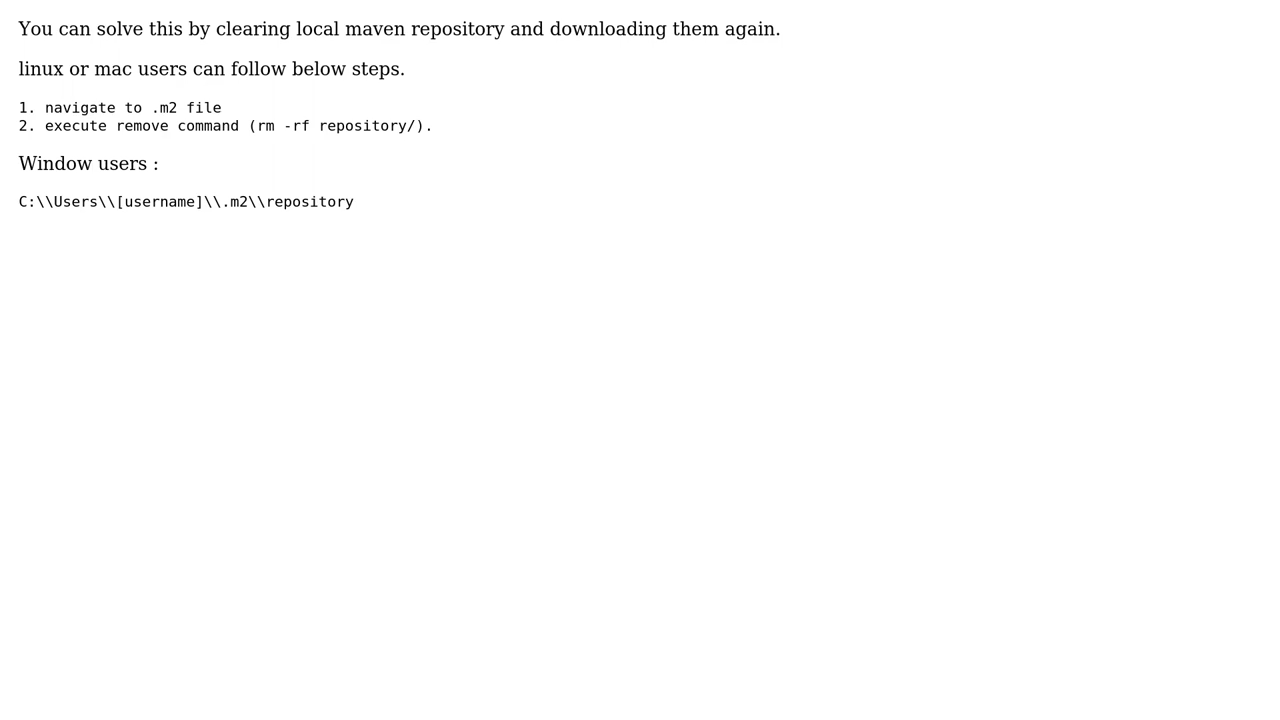 You can solve this by clearing local maven repository and downloading them again.
linux or mac users can follow below steps.
1. navigate to .m2 file
2. execute remove command (rm -rf repository/).
Window users :
C:\\Users\\[username]\\.m2\\repository